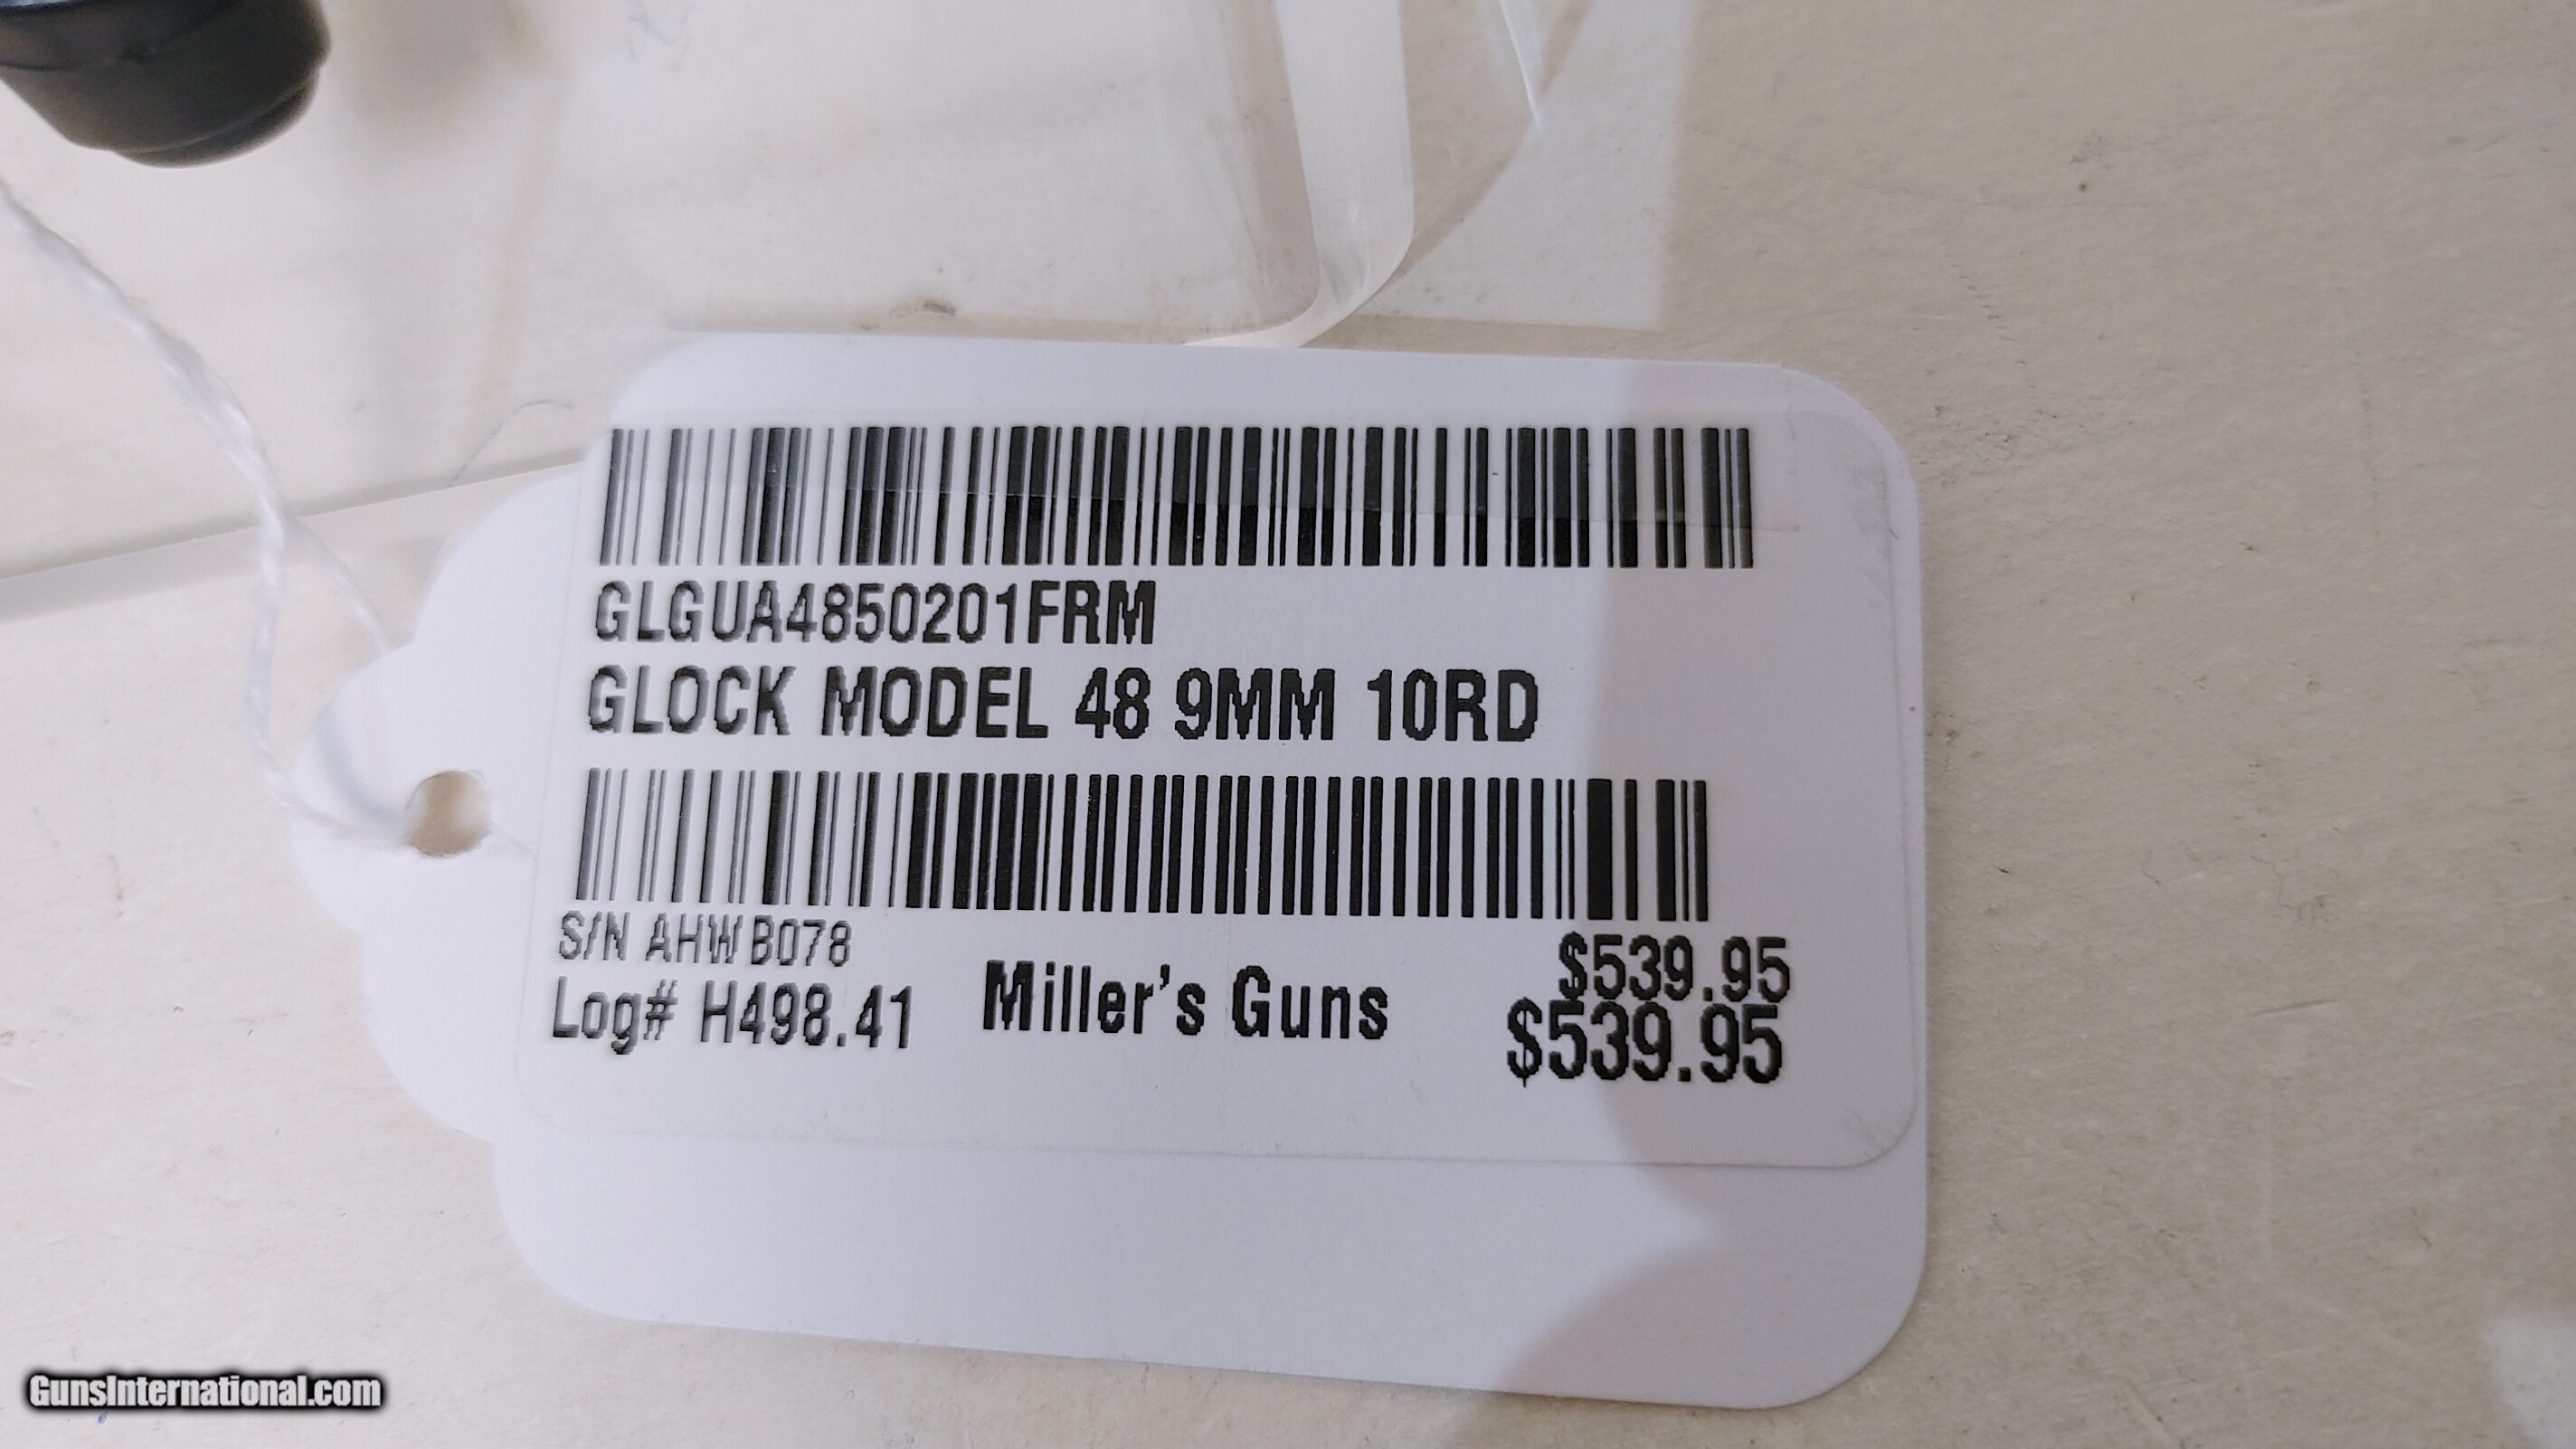 GLGUA4850201FRM
GLOCK MODEL 48 9MM 10RD
S/N AHWB078
$539.95
Log# H498.41
Miller's Guns
$539.95
GunsInternational.com